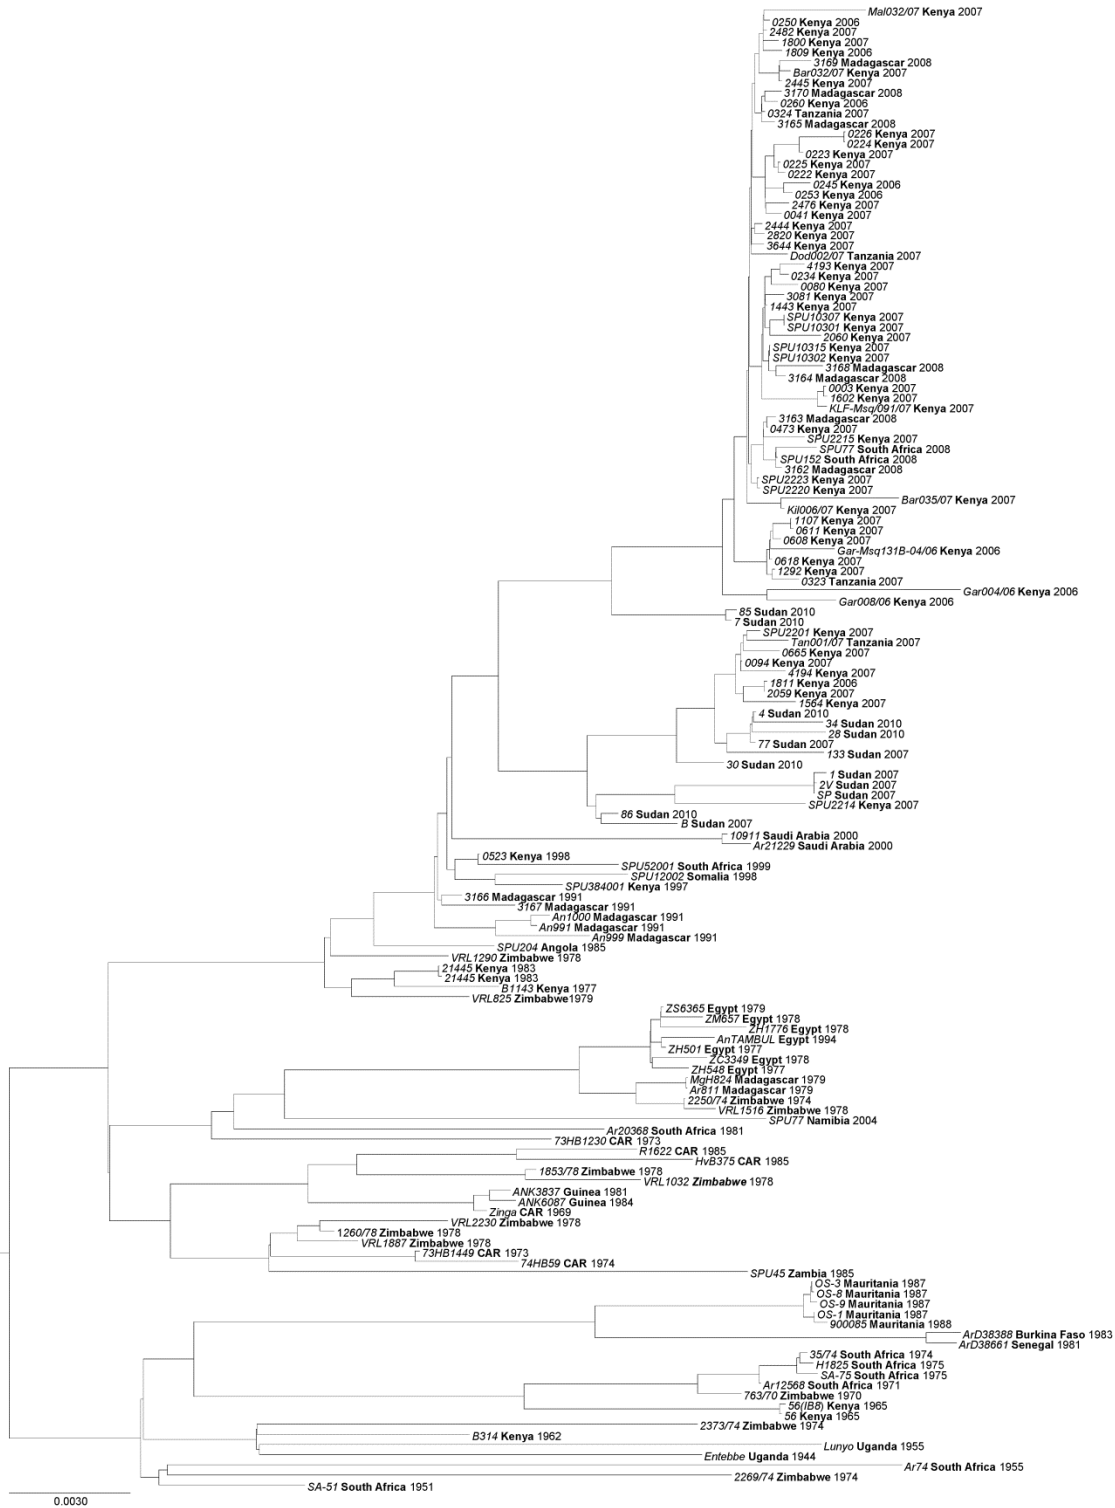 Mal032/07 Kenya 2007
0250 Kenya 2006
2482 Kenya 2007
1800 Kenya 2007
1809 Kenya 2006
3169 Madagascar 2008
Bar032/07 Kenya 2007
2445 Kenya 2007
3170 Madagascar 2008
0260 Kenya 2006
0324 Tanzania 2007
3165 Madagascar 2008
0226 Kenya 2007
0224 Kenya 2007
0223 Kenya 2007
0225 Kenya 2007
0222 Kenya 2007
0245 Kenya 2006
0253 Kenya 2006
2476 Kenya 2007
0041 Kenya 2007
2444 Kenya 2007
2820 Kenya 2007
3644 Kenya 2007
Dod002/07 Tanzania 2007
4193 Kenya 2007
0234 Kenya 2007
0080 Kenya 2007
3081 Kenya 2007
1443 Kenya 2007
SPU10307 Kenya 2007
SPU10301 Kenya 2007
2060 Kenya 2007
SPU10315 Kenya 2007
SPU10302 Kenya 2007
3168 Madagascar 2008
3164 Madagascar 2008
0003 Kenya 2007
1602 Kenya 2007
KLF-Msq/091/07 Kenya 2007
3163 Madagascar 2008
0473 Kenya 2007
SPU2215 Kenya 2007
SPU77 South Africa 2008
SPU152 South Africa 2008
3162 Madagascar 2008
SPU2223 Kenya 2007
SPU2220 Kenya 2007
Bar035/07 Kenya 2007
Kil006/07 Kenya 2007
1107 Kenya 2007
0611 Kenya 2007
0608 Kenya 2007
Gar-Msq131B-04/06 Kenya 2006
0618 Kenya 2007
1292 Kenya 2007
0323 Tanzania 2007
Gar004/06 Kenya 2006
Gar008/06 Kenya 2006
85 Sudan 2010
7 Sudan 2010
SPU2201 Kenya 2007
Tan001/07 Tanzania 2007
0665 Kenya 2007
0094 Kenya 2007
4194 Kenya 2007
1811 Kenya 2006
2059 Kenya 2007
1564 Kenya 2007
4 Sudan 2010
34 Sudan 2010
28 Sudan 2010
77 Sudan 2007
133 Sudan 2007
30 Sudan 2010
1 Sudan 2007
2V Sudan 2007
SP Sudan 2007
SPU2214 Kenya 2007
86 Sudan 2010
B Sudan 2007
10911 Saudi Arabia 2000
Ar21229 Saudi Arabia 2000
0523 Kenya 1998
SPU52001 South Africa 1999
SPU12002 Somalia 1998
SPU384001 Kenya 1997
3166 Madagascar 1991
3167 Madagascar 1991
An1000 Madagascar 1991
An991 Madagascar 1991
An999 Madagascar 1991
SPU204 Angola 1985
VRL1290 Zimbabwe 1978
21445 Kenya 1983
21445 Kenya 1983
B1143 Kenya 1977
VRL825 Zimbabwe1979
ZS6365 Egypt 1979
ZM657 Egypt 1978
ZH1776 Egypt 1978
AnTAMBUL Egypt 1994
ZH501 Egypt 1977
ZC3349 Egypt 1978
ZH548 Egypt 1977
MgH824 Madagascar 1979
Ar811 Madagascar 1979
2250/74 Zimbabwe 1974
VRL1516 Zimbabwe 1978
SPU77 Namibia 2004
Ar20368 South Africa 1981
73HB1230 CAR 1973
R1622 CAR 1985
HvB375 CAR 1985
1853/78 Zimbabwe 1978
VRL1032 Zimbabwe 1978
ANK3837 Guinea 1981
ANK6087 Guinea 1984
Zinga CAR 1969
VRL2230 Zimbabwe 1978
1260/78 Zimbabwe 1978
VRL1887 Zimbabwe 1978
73HB1449 CAR 1973
74HB59 CAR 1974
SPU45 Zambia 1985
OS-3 Mauritania 1987
OS-8 Mauritania 1987
OS-9 Mauritania 1987
OS-1 Mauritania 1987
900085 Mauritania 1988
ArD38388 Burkina Faso 1983
ArD38661 Senegal 1981
35/74 South Africa 1974
H1825 South Africa 1975
SA-75 South Africa 1975
Ar12568 South Africa 1971
763/70 Zimbabwe 1970
56(IB8) Kenya 1965
56 Kenya 1965
2373/74 Zimbabwe 1974
B314 Kenya 1962
Lunyo Uganda 1955
Entebbe Uganda 1944
Ar74 South Africa 1955
2269/74 Zimbabwe 1974
SA-51 South Africa 1951
0.0030